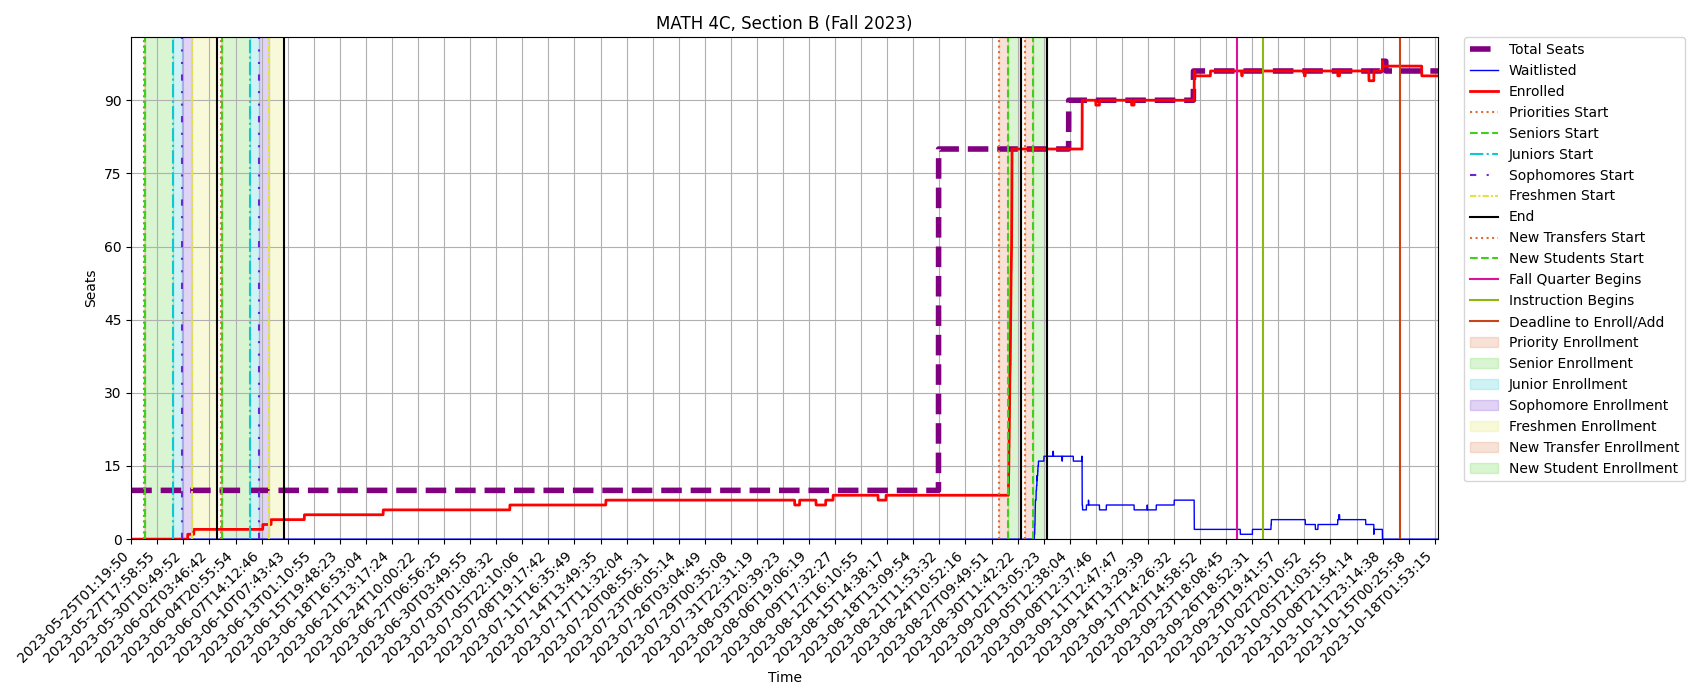 MATH 4C, Section B (Fall 2023)
Seats
90
75
60
45
30
15
0
2023-05-25T01:19:50
2023-05-27T17:58:55
2023-05-30T10:49:52
2023-06-02T03:46:42
2023-06-04T20:55:54
2023-06-07T14:12:46
2023-06-10T07:43:43
2023-06-13T01:10:55
2023-06-15T19:48:23
2023-06-18T16:53:04
2023-06-21T13:17:24
2023-06-24T10:00:22
2023-06-27T06:56:25
2023-06-30T03:49:55
2023-07-03T01:08:32
2023-07-05T22:10:06
2023-07-08T19:17:42
2023-07-11T16:35:49
2023-07-14T13:49:35
2023-07-17T11:32:04
2023-07-20T08:55:31
2023-07-23T06:05:14
2023-07-26T03:04:49
2023-07-29T00:35:08
2023-07-31T22:31:19
2023-08-03T20:39:23
2023-08-06T19:06:19
2023-08-09T17:32:27
2023-08-12T16:10:55
2023-08-15T14:38:17
2023-08-18T13:09:54
2023-08-21T11:53:32
2023-08-24T10:52:16
2023-08-27T09:49:51
2023-08-30T11:42:22
2023-09-02T13:05:23
2023-09-05T12:38:04
2023-09-08T12:37:46
2023-09-11T12:47:47
2023-09-14T13:29:39
2023-09-17T14:26:32
2023-09-20T14:58:52
2023-09-23T18:08:45
2023-09-26T18:52:31
2023-09-29T19:41:57
2023-10-02T20:10:52
2023-10-05T21:03:55
2023-10-08T21:54:14
2023-10-11T23:14:38
2023-10-15T00:25:58
2023-10-18T01:53:15
Time
Total Seats
Waitlisted
Enrolled
Priorities Start
Seniors Start
Juniors Start
Sophomores Start
Freshmen Start
End
New Transfers Start
New Students Start
Fall Quarter Begins
Instruction Begins
Deadline to Enroll/Add
Priority Enrollment
Senior Enrollment
Junior Enrollment
Sophomore Enrollment
Freshmen Enrollment
New Transfer Enrollment
New Student Enrollment